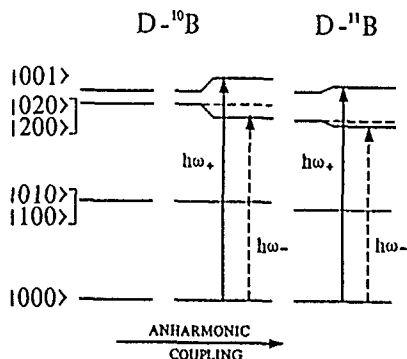 D-¹⁰B
D-¹¹B
|001>
|020>
|200>
|010>
|100>
|000>
hω₊
hω₋
hω₊
hω₋
ANHARMONIC
COUPLING